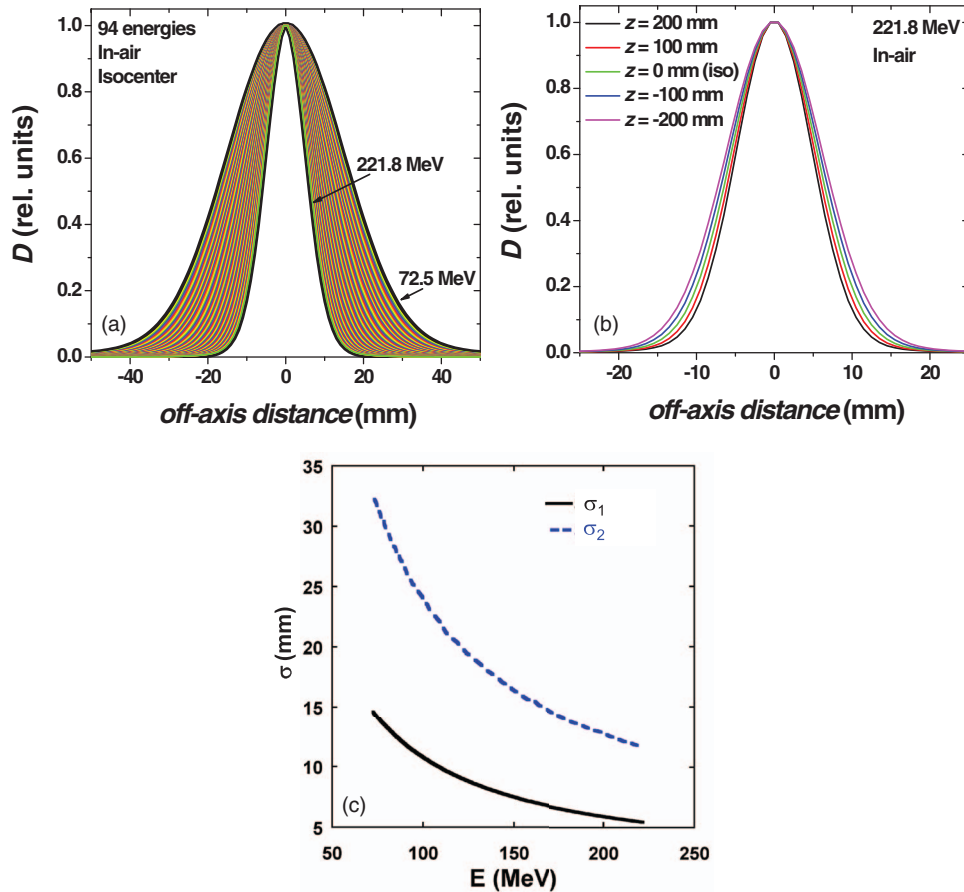 94 energies
In-air
Isocenter
221.8 MeV
72.5 MeV
(a)
D (rel. units)
1.0
0.8
0.6
0.4
0.2
0.0
-40 -20 0 20 40
off-axis distance (mm)
z = 200 mm
z = 100 mm
z = 0 mm (iso)
z = -100 mm
z = -200 mm
221.8 MeV
In-air
(b)
D (rel. units)
1.0
0.8
0.6
0.4
0.2
0.0
-20 -10 0 10 20
off-axis distance (mm)
σ1
σ2
(c)
σ (mm)
35
30
25
20
15
10
5
50 100 150 200 250
E (MeV)